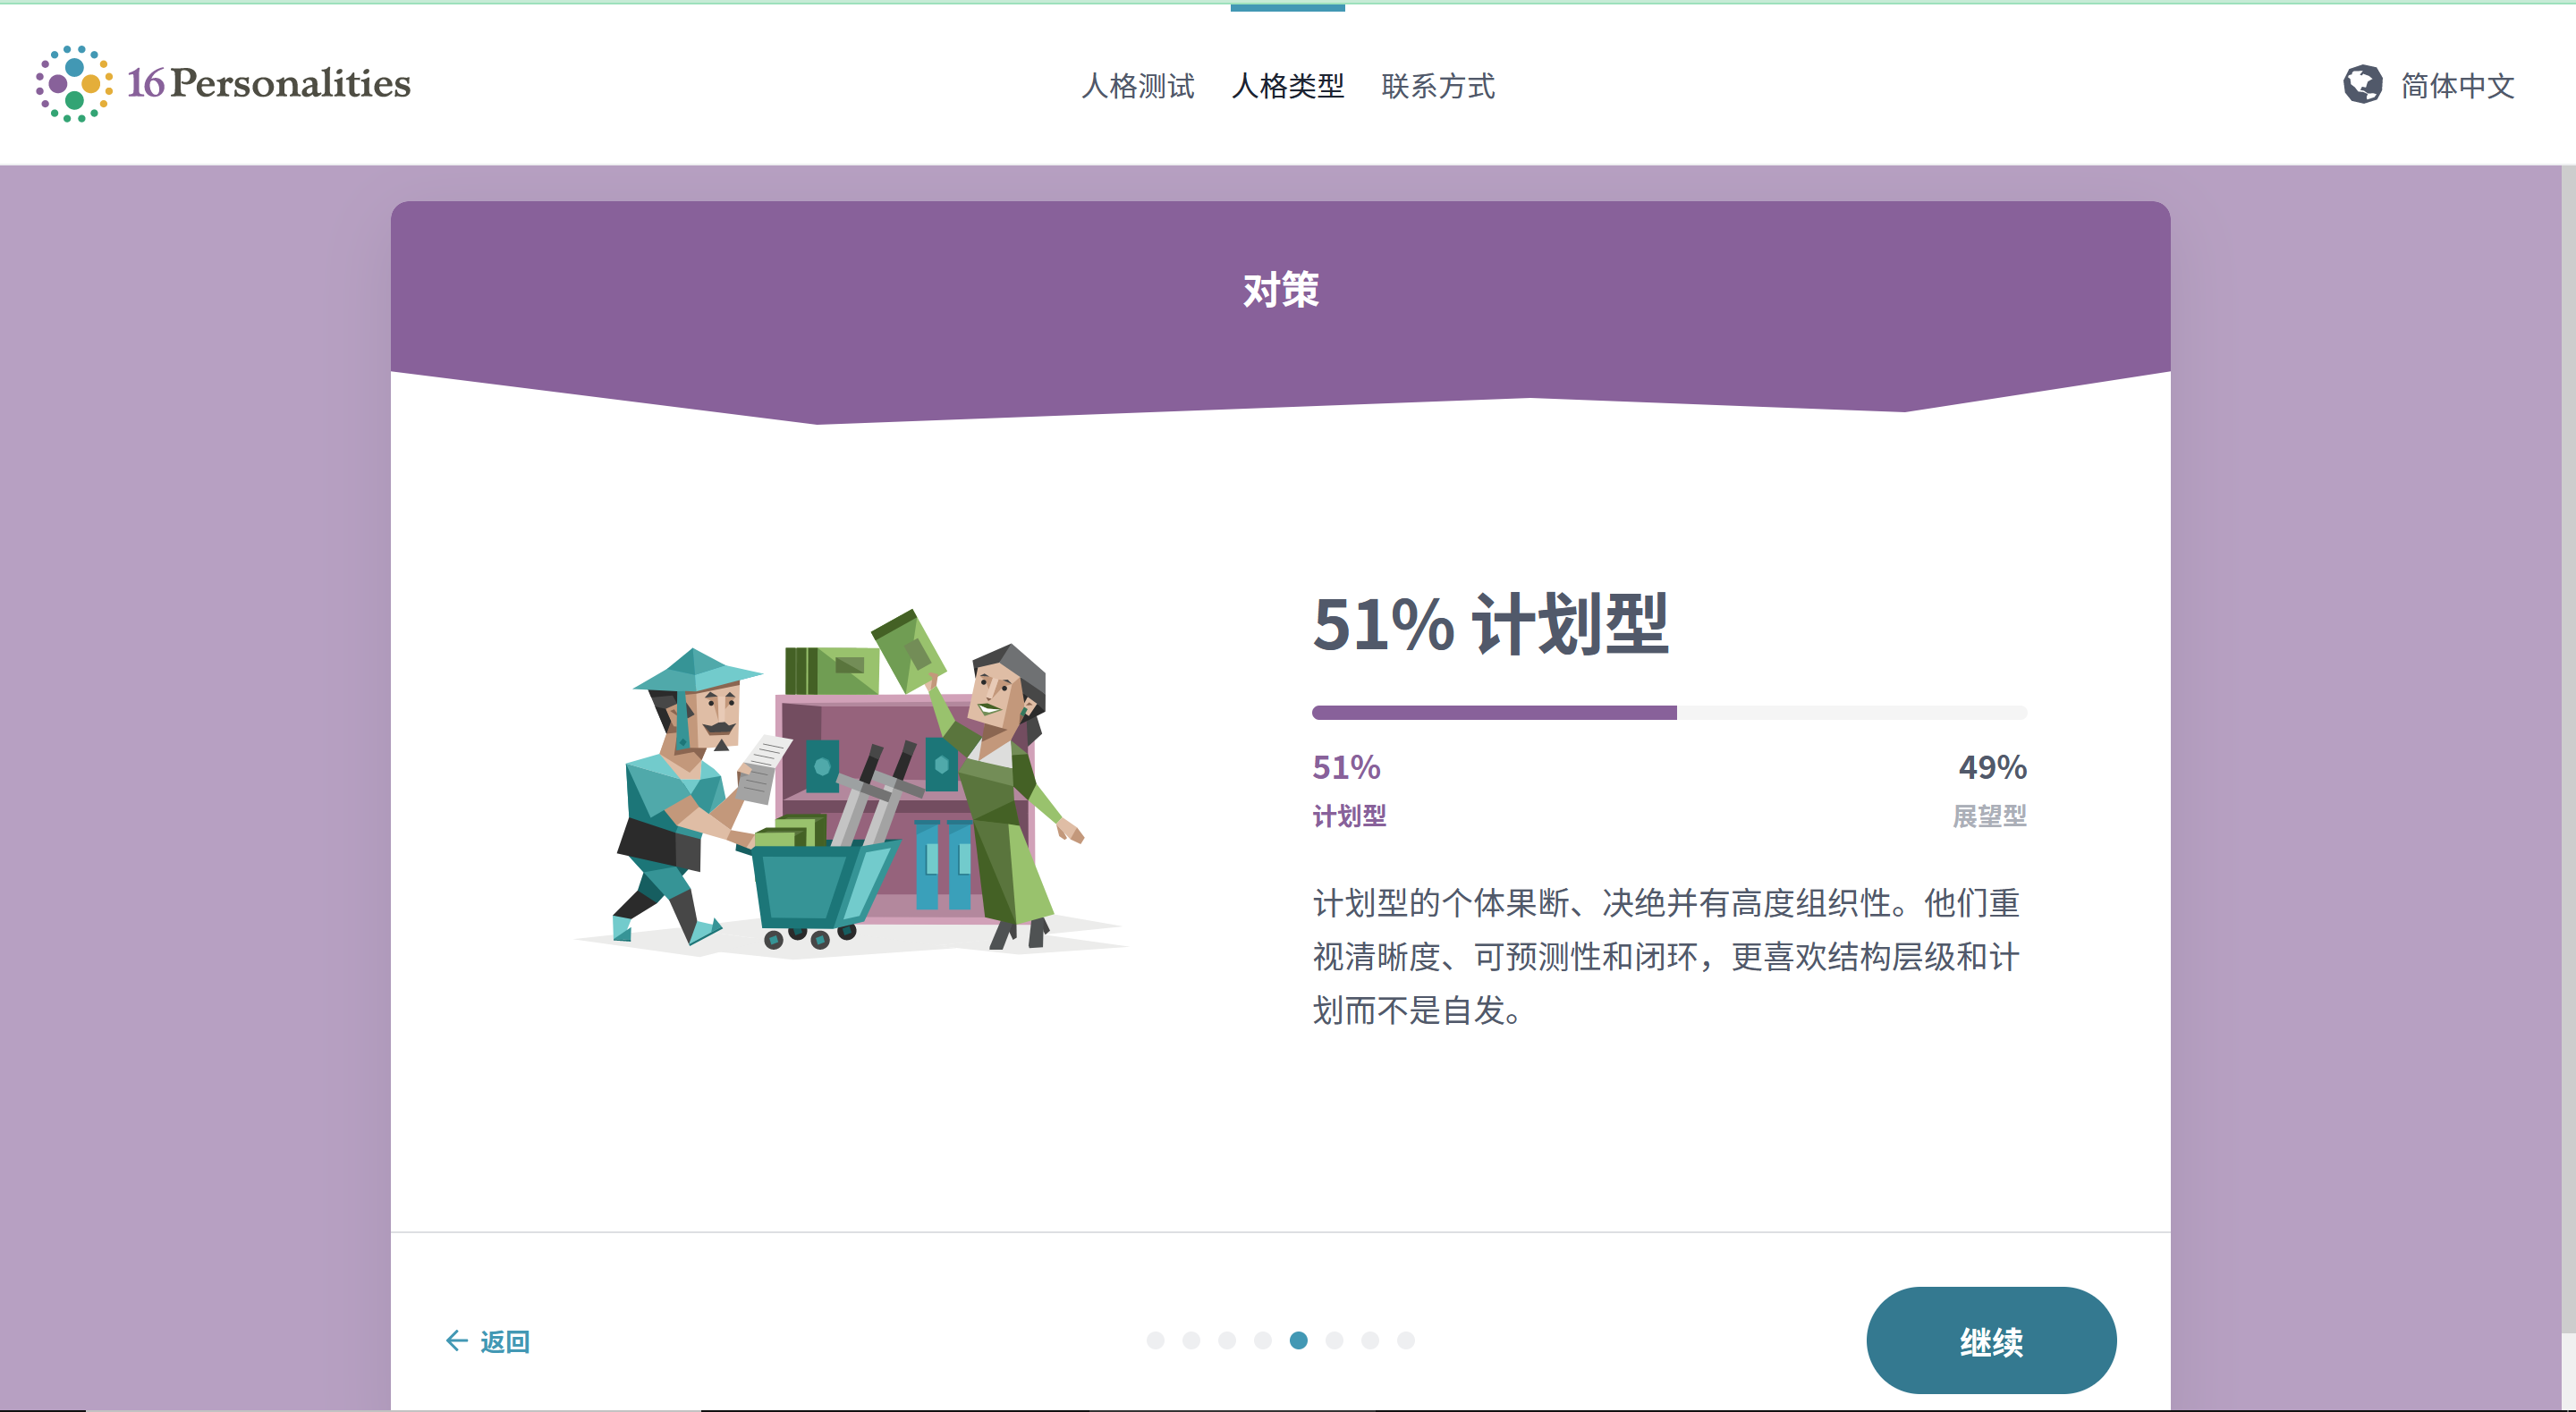 16Personalities
人格测试 人格类型 联系方式
简体中文
对策
51% 计划型
51% 49%
计划型 展望型
计划型的个体果断、决绝并有高度组织性。他们重
视清晰度、可预测性和闭环，更喜欢结构层级和计
划而不是自发。
返回
继续